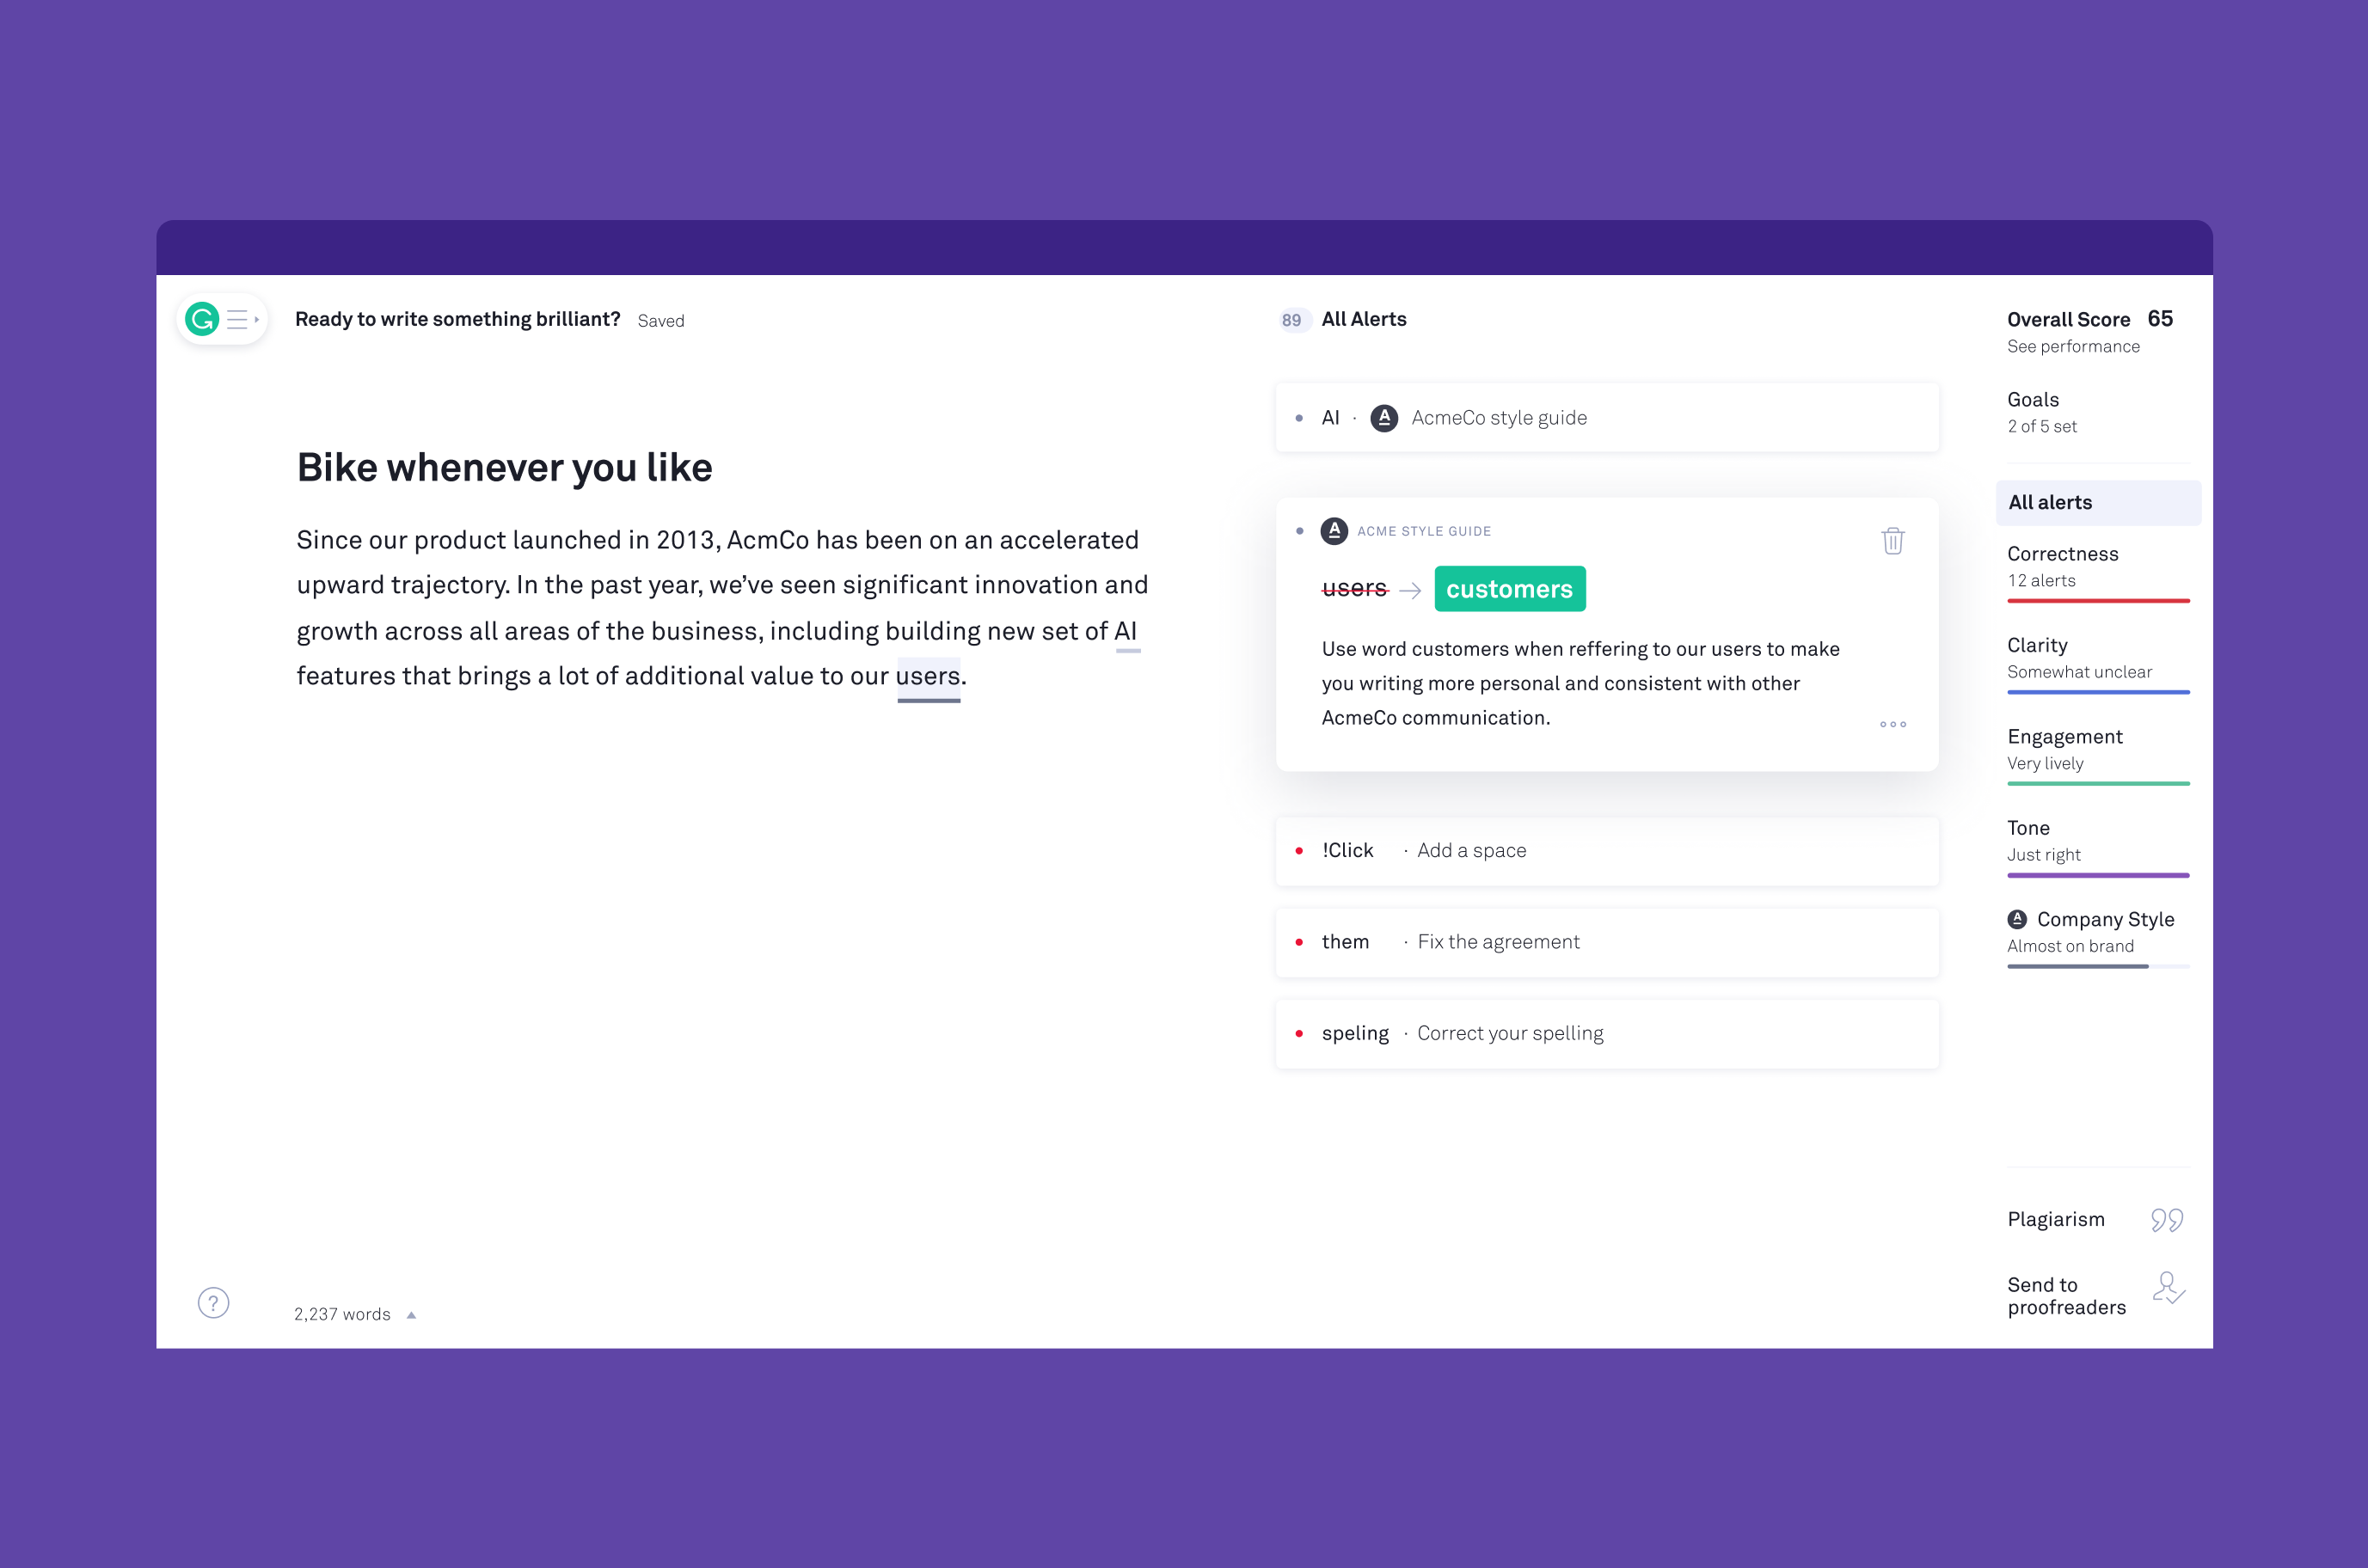 Ready to write something brilliant? Saved
Bike whenever you like
Since our product launched in 2013, AcmCo has been on an accelerated
upward trajectory. In the past year, we’ve seen significant innovation and
growth across all areas of the business, including building new set of AI
features that brings a lot of additional value to our users.
2,237 words
?
89 All Alerts
AI · A AcmeCo style guide
A ACME STYLE GUIDE
users → customers
Use word customers when reffering to our users to make
you writing more personal and consistent with other
AcmeCo communication.
!Click · Add a space
them · Fix the agreement
speling · Correct your spelling
Overall Score 65
See performance
Goals
2 of 5 set
All alerts
Correctness
12 alerts
Clarity
Somewhat unclear
Engagement
Very lively
Tone
Just right
A Company Style
Almost on brand
Plagiarism
Send to
proofreaders